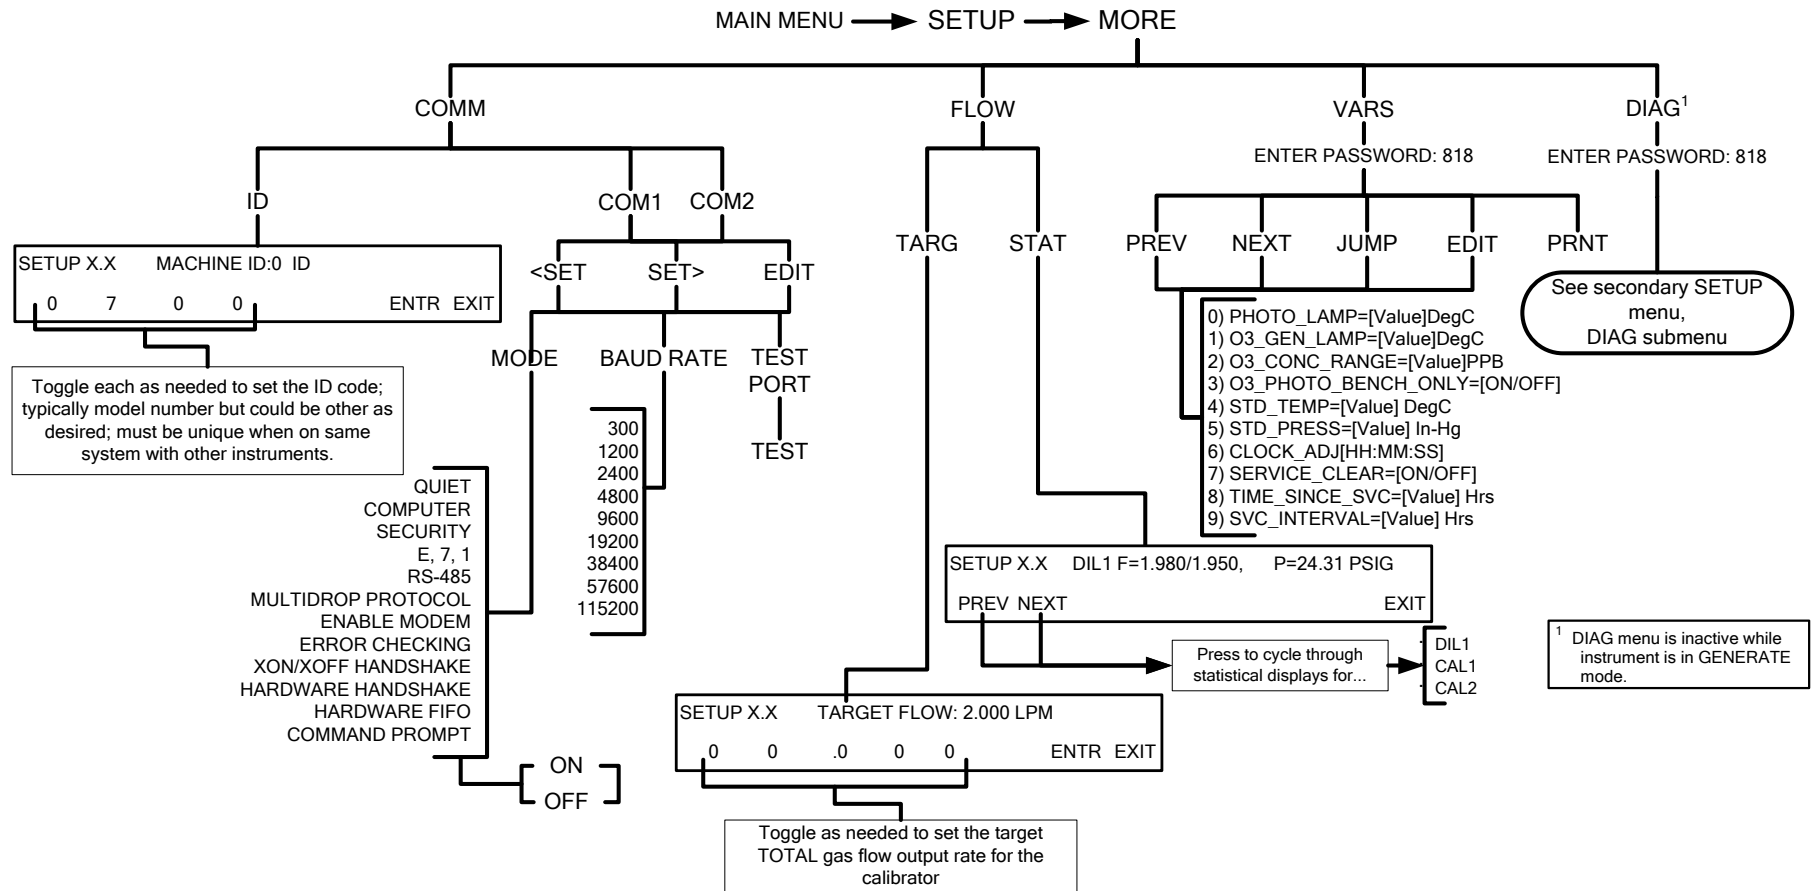 MAIN MENU SETUP MORE
COMM FLOW VARS DIAG1
ENTER PASSWORD: 818 ENTER PASSWORD: 818
ID COM1 COM2
TARG STAT PREV NEXT JUMP EDIT PRNT
SETUP X.X MACHINE ID:0 ID
0 7 0 0 ENTR EXIT
<SET SET> EDIT
Toggle each as needed to set the ID code;
typically model number but could be other as
desired; must be unique when on same
system with other instruments.
MODE BAUD RATE TEST
PORT
TEST
300
1200
2400
4800
9600
19200
38400
57600
115200
QUIET
COMPUTER
SECURITY
E, 7, 1
RS-485
MULTIDROP PROTOCOL
ENABLE MODEM
ERROR CHECKING
XON/XOFF HANDSHAKE
HARDWARE HANDSHAKE
HARDWARE FIFO
COMMAND PROMPT
ON
OFF
0) PHOTO_LAMP=[Value]DegC
1) O3_GEN_LAMP=[Value]DegC
2) O3_CONC_RANGE=[Value]PPB
3) O3_PHOTO_BENCH_ONLY=[ON/OFF]
4) STD_TEMP=[Value] DegC
5) STD_PRESS=[Value] In-Hg
6) CLOCK_ADJ[HH:MM:SS]
7) SERVICE_CLEAR=[ON/OFF]
8) TIME_SINCE_SVC=[Value] Hrs
9) SVC_INTERVAL=[Value] Hrs
See secondary SETUP
menu,
DIAG submenu
SETUP X.X DIL1 F=1.980/1.950, P=24.31 PSIG
PREV NEXT EXIT
Press to cycle through
statistical displays for...
DIL1
CAL1
CAL2
1 DIAG menu is inactive while
instrument is in GENERATE
mode.
SETUP X.X TARGET FLOW: 2.000 LPM
0 0 .0 0 0 ENTR EXIT
Toggle as needed to set the target
TOTAL gas flow output rate for the
calibrator